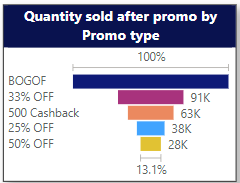 Quantity sold after promo by
Promo type
100%
BOGOF
33% OFF 91K
500 Cashback 63K
25% OFF 38K
50% OFF 28K
13.1%